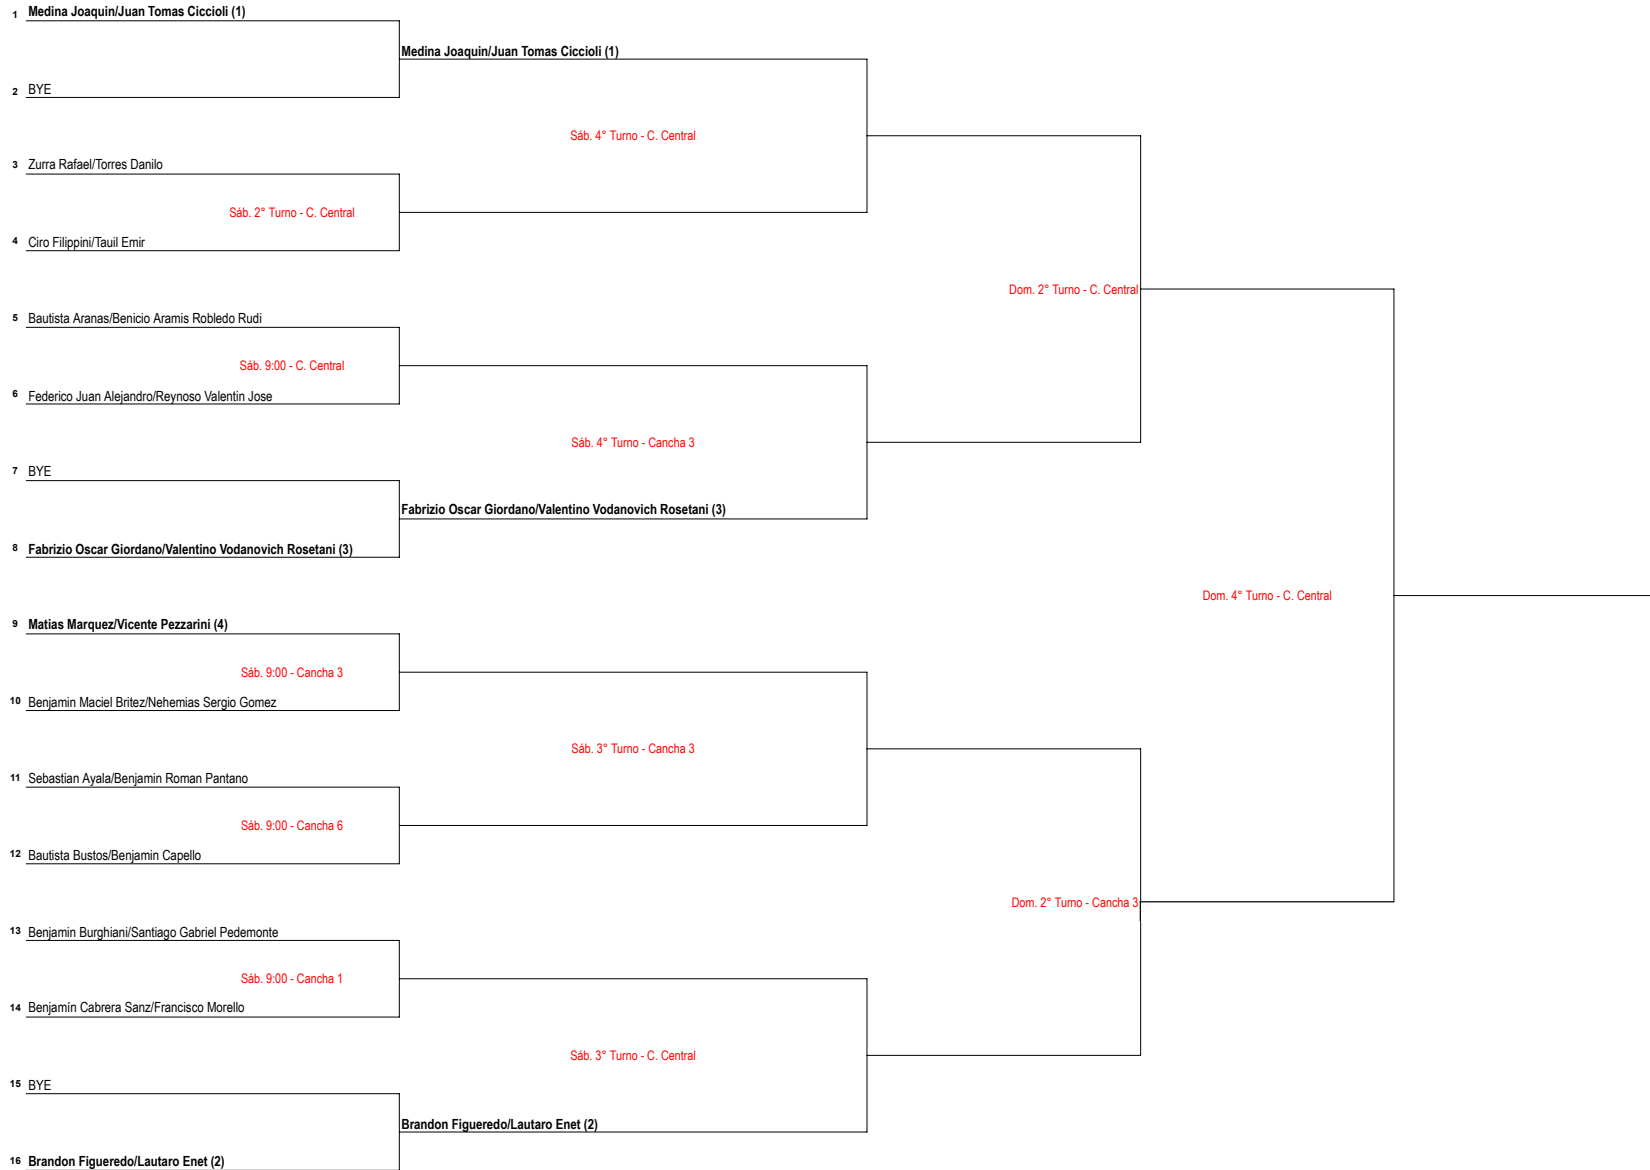 1 Medina Joaquin/Juan Tomas Ciccioli (1)
Medina Joaquin/Juan Tomas Ciccioli (1)
2 BYE
Sáb. 4° Turno - C. Central
3 Zurra Rafael/Torres Danilo
Sáb. 2° Turno - C. Central
4 Ciro Filippini/Tauil Emir
Dom. 2° Turno - C. Central
5 Bautista Aranas/Benicio Aramis Robledo Rudi
Sáb. 9:00 - C. Central
6 Federico Juan Alejandro/Reynoso Valentin Jose
Sáb. 4° Turno - Cancha 3
7 BYE
Fabrizio Oscar Giordano/Valentino Vodanovich Rosetani (3)
8 Fabrizio Oscar Giordano/Valentino Vodanovich Rosetani (3)
Dom. 4° Turno - C. Central
9 Matias Marquez/Vicente Pezzarini (4)
Sáb. 9:00 - Cancha 3
10 Benjamin Maciel Britez/Nehemias Sergio Gomez
Sáb. 3° Turno - Cancha 3
11 Sebastian Ayala/Benjamin Roman Pantano
Sáb. 9:00 - Cancha 6
12 Bautista Bustos/Benjamin Capello
Dom. 2° Turno - Cancha 3
13 Benjamin Burghiani/Santiago Gabriel Pedemonte
Sáb. 9:00 - Cancha 1
14 Benjamín Cabrera Sanz/Francisco Morello
Sáb. 3° Turno - C. Central
15 BYE
Brandon Figueredo/Lautaro Enet (2)
16 Brandon Figueredo/Lautaro Enet (2)